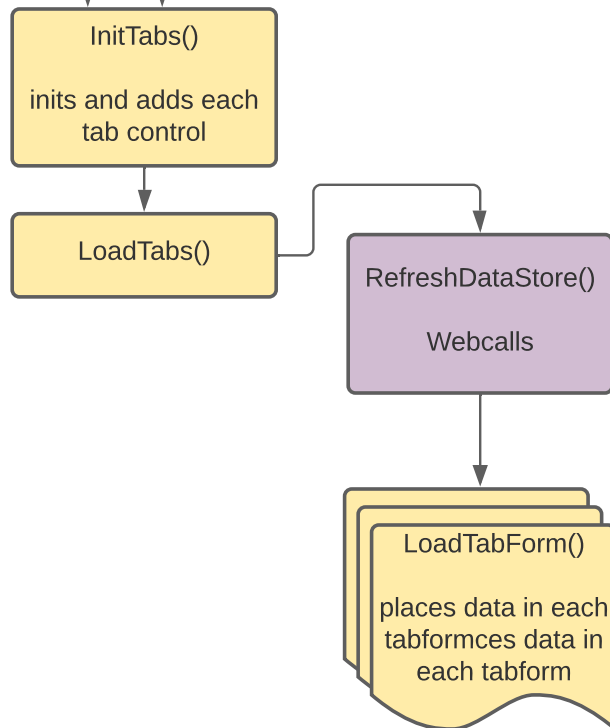 InitTabs()
inits and adds each
tab control
LoadTabs()
RefreshDataStore()
Webcalls
LoadTabForm()
places data in each
tabformces data in
each tabform